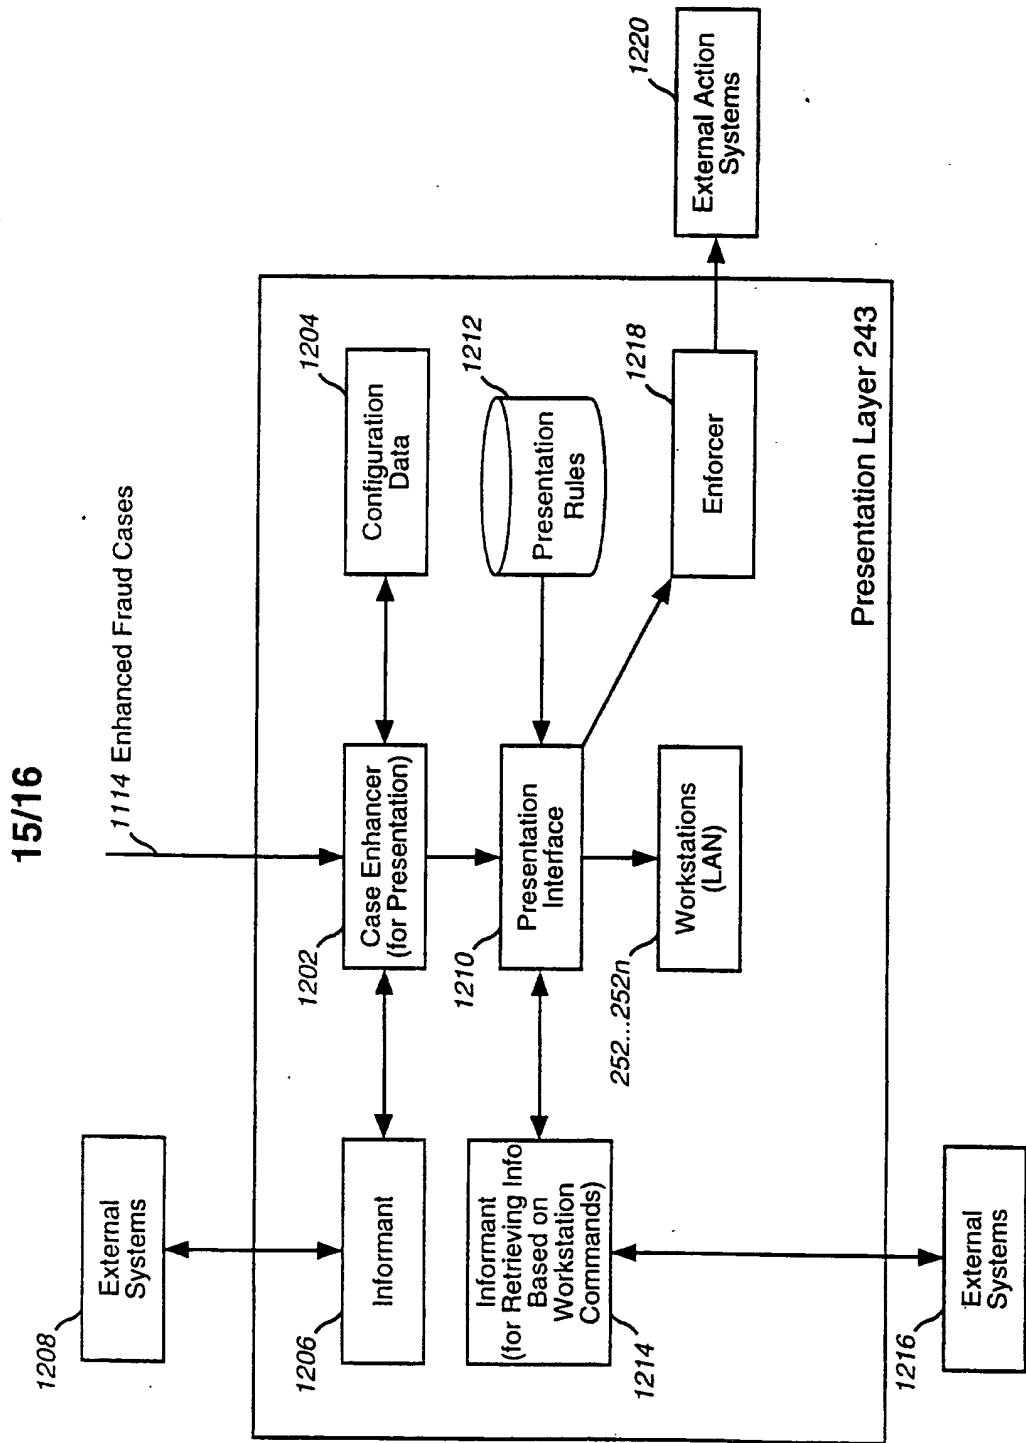 15/16
1114 Enhanced Fraud Cases
1208
External
Systems
1206
Informant
1202
Case Enhancer
(for Presentation)
1204
Configuration
Data
1214
Informant
(for Retrieving Info
Based on
Workstation
Commands)
1210
Presentation
Interface
1212
Presentation
Rules
252...252n
Workstations
(LAN)
1218
Enforcer
1220
External Action
Systems
Presentation Layer 243
1216
External
Systems